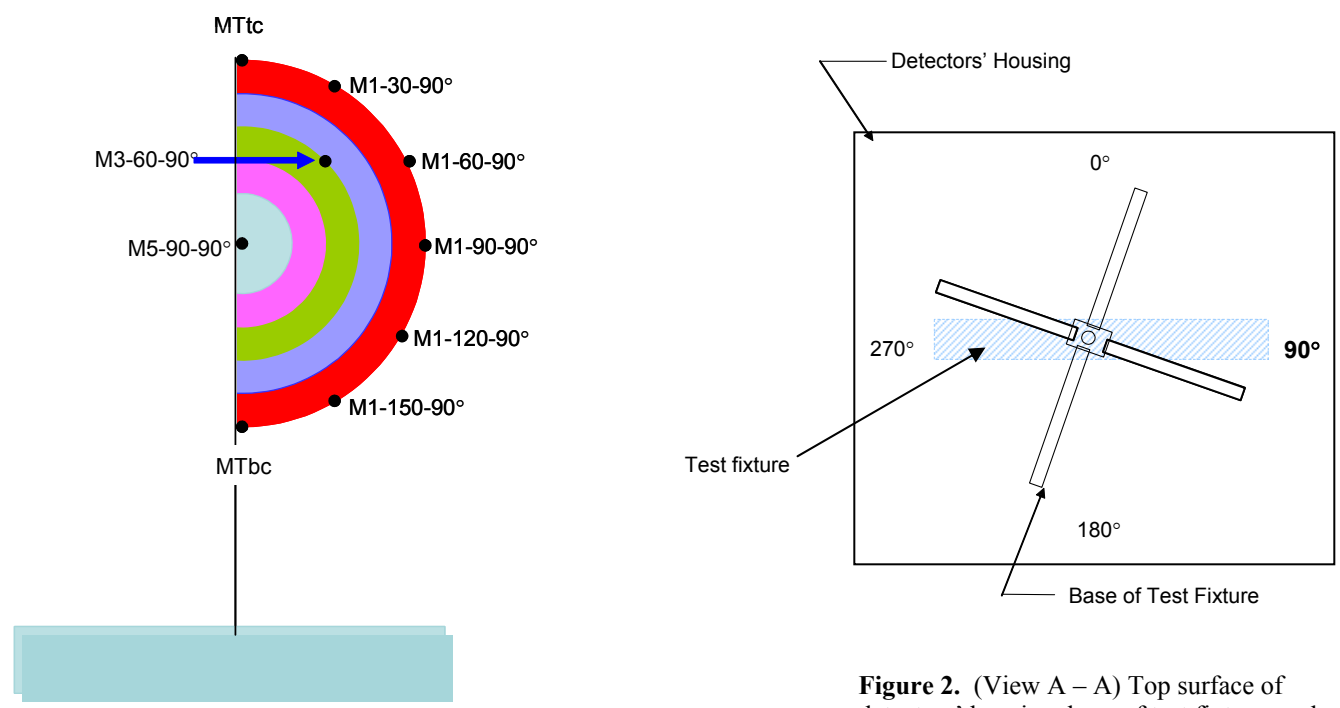 MTtc
M1-30-90°
M3-60-90°
M1-60-90°
M5-90-90°
M1-90-90°
M1-120-90°
M1-150-90°
MTbc
Detectors' Housing
0°
270°
90°
Test fixture
180°
Base of Test Fixture
Figure 2. (View A – A) Top surface of